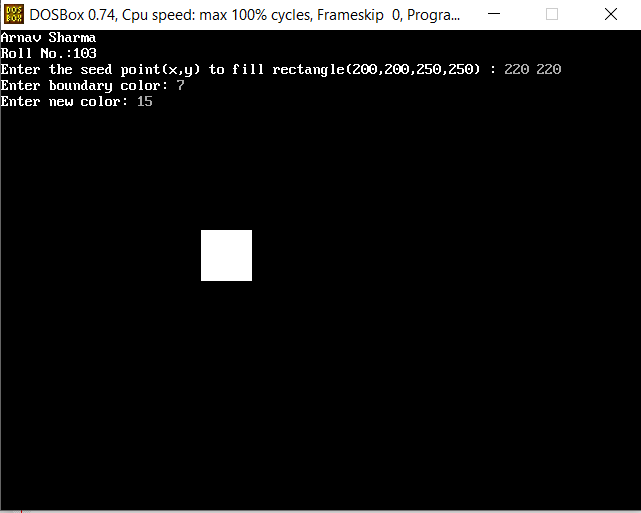 DOS
BOX
DOSBox 0.74, Cpu speed: max 100% cycles, Frameskip  0, Progra...
Arnav Sharma
Roll No.:103
Enter the seed point(x,y) to fill rectangle(200,200,250,250) : 220 220
Enter boundary color: 7
Enter new color: 15